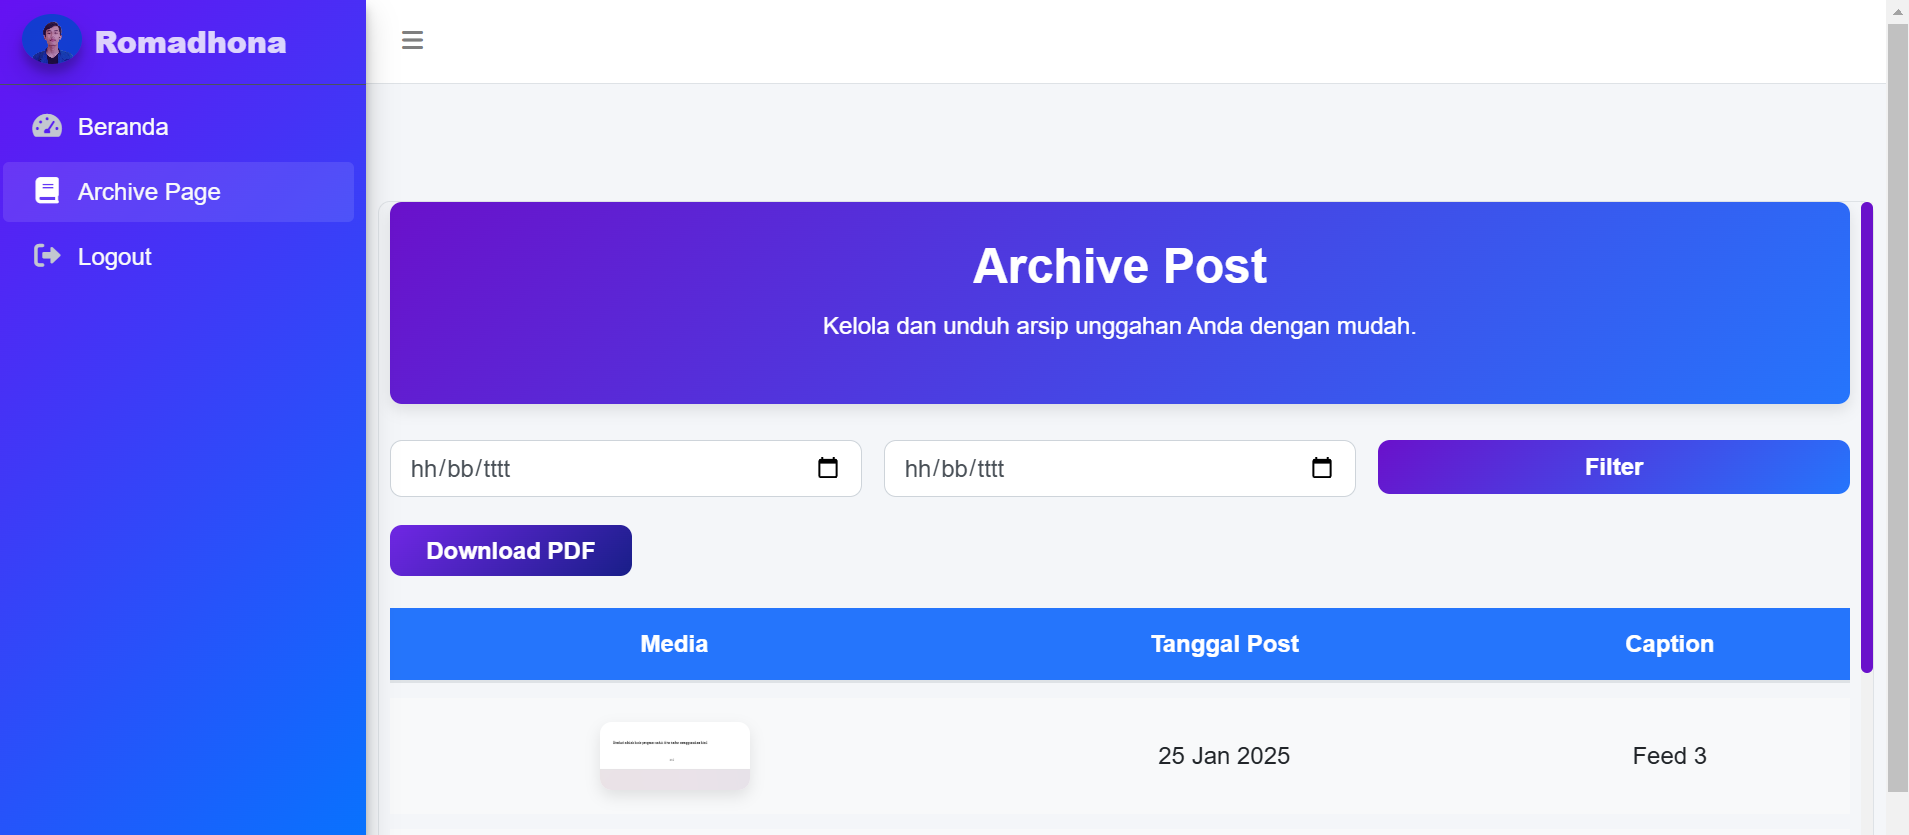 Romadhona
Beranda
Archive Page
Logout
Archive Post
Kelola dan unduh arsip unggahan Anda dengan mudah.
hh/bb/tttt
hh/bb/tttt
Filter
Download PDF
Media
Tanggal Post
Caption
25 Jan 2025
Feed 3